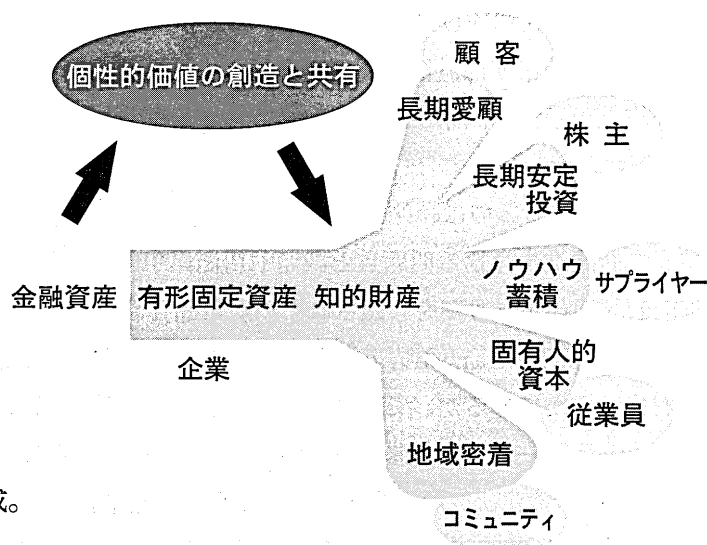 個性的価値の創造と共有
顧客
長期愛顧
株主
長期安定
投資
金融資産
有形固定資産
知的財産
ノウハウ
蓄積
サプライヤー
企業
固有人的
資本
従業員
地域密着
コミュニティ
。